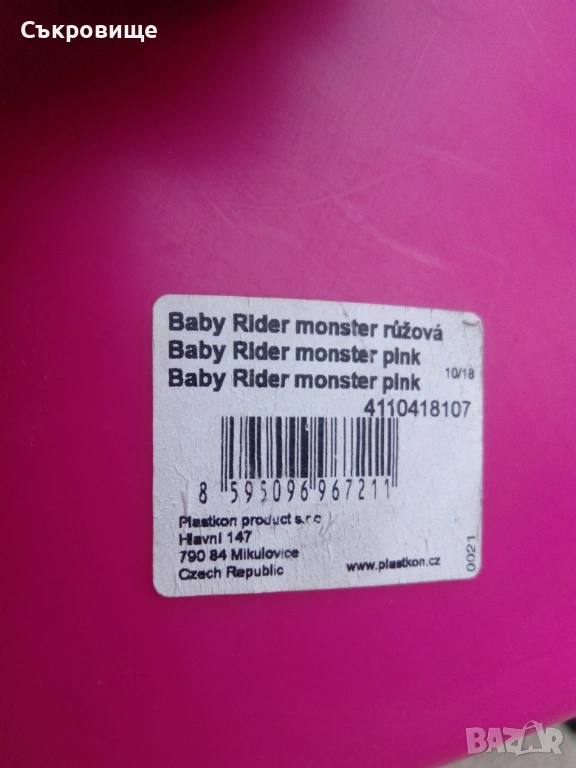 Съкровище
Baby Rider monster růžová
Baby Rider monster pink
Baby Rider monster pink
10/18
4110418107
8 595096 967211
Plastkon product s.r.o
Hlavní 147
790 84 Mikulovice
Czech Republic
www.plastkon.cz
0021
BAZAR